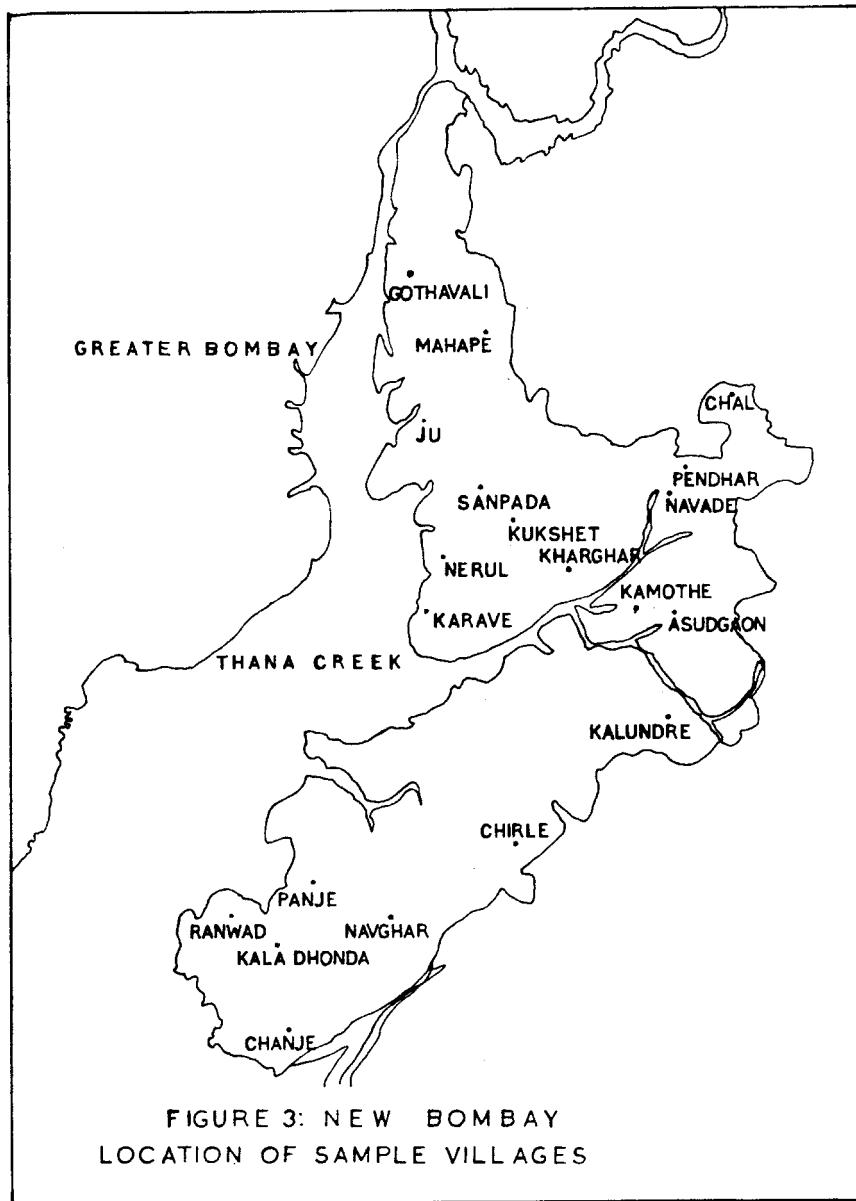 GOTHAVALI
GREATER BOMBAY
MAHAPE
CHAL
JU
PENDHAR
SANPADA
NAVADE
KUKSHET
KHARGHAR
NERUL
KAMOTHE
KARAVE
ASUDGAON
THANA CREEK
KALUNDRE
CHIRLE
PANJE
RANWAD
NAVGHAR
KALA DHONDA
CHANJE
FIGURE 3: NEW BOMBAY
LOCATION OF SAMPLE VILLAGES